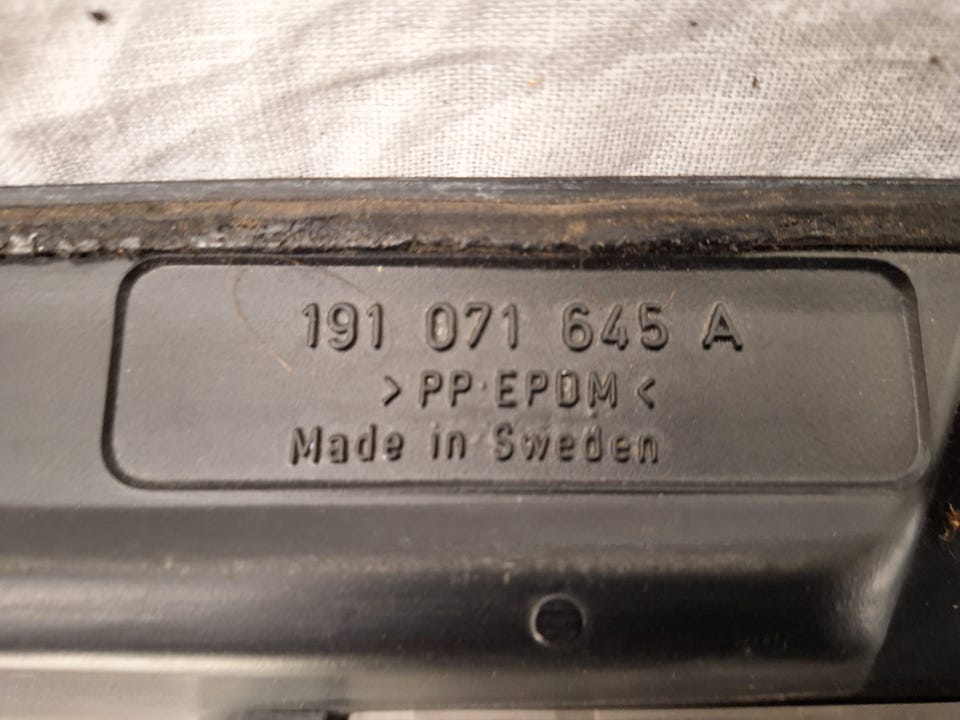 191 071 645 A
>PP·EPDM<
Made in Sweden